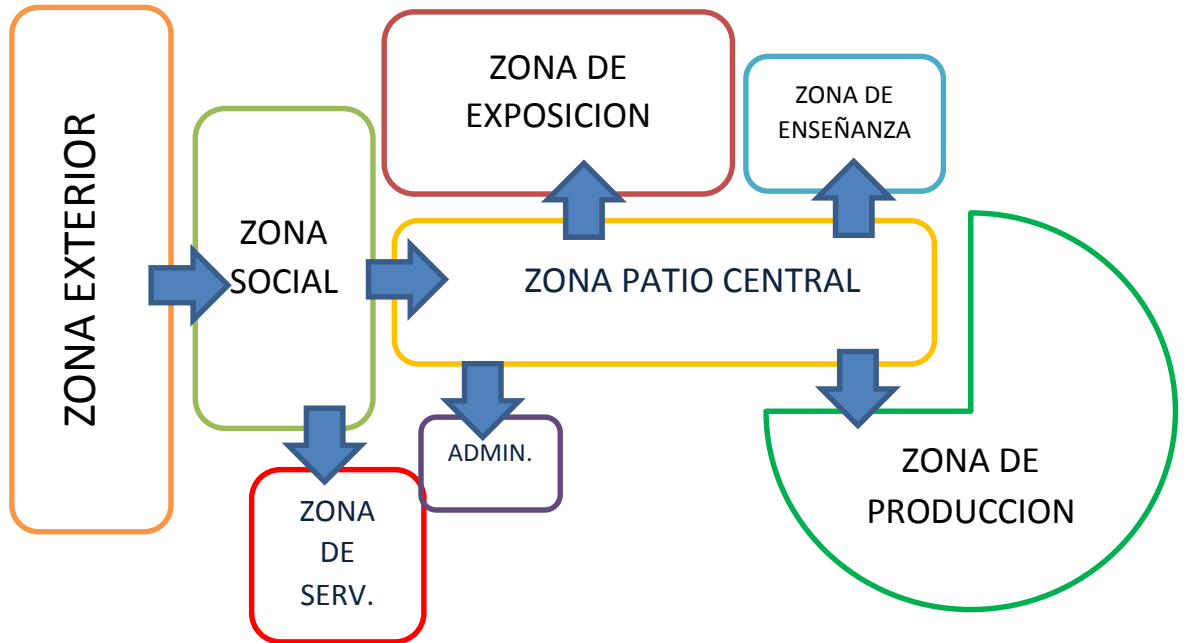 ZONA EXTERIOR
ZONA
SOCIAL
ZONA DE
EXPOSICION
ZONA DE
ENSEÑANZA
ZONA PATIO CENTRAL
ADMIN.
ZONA
DE
SERV.
ZONA DE
PRODUCCION